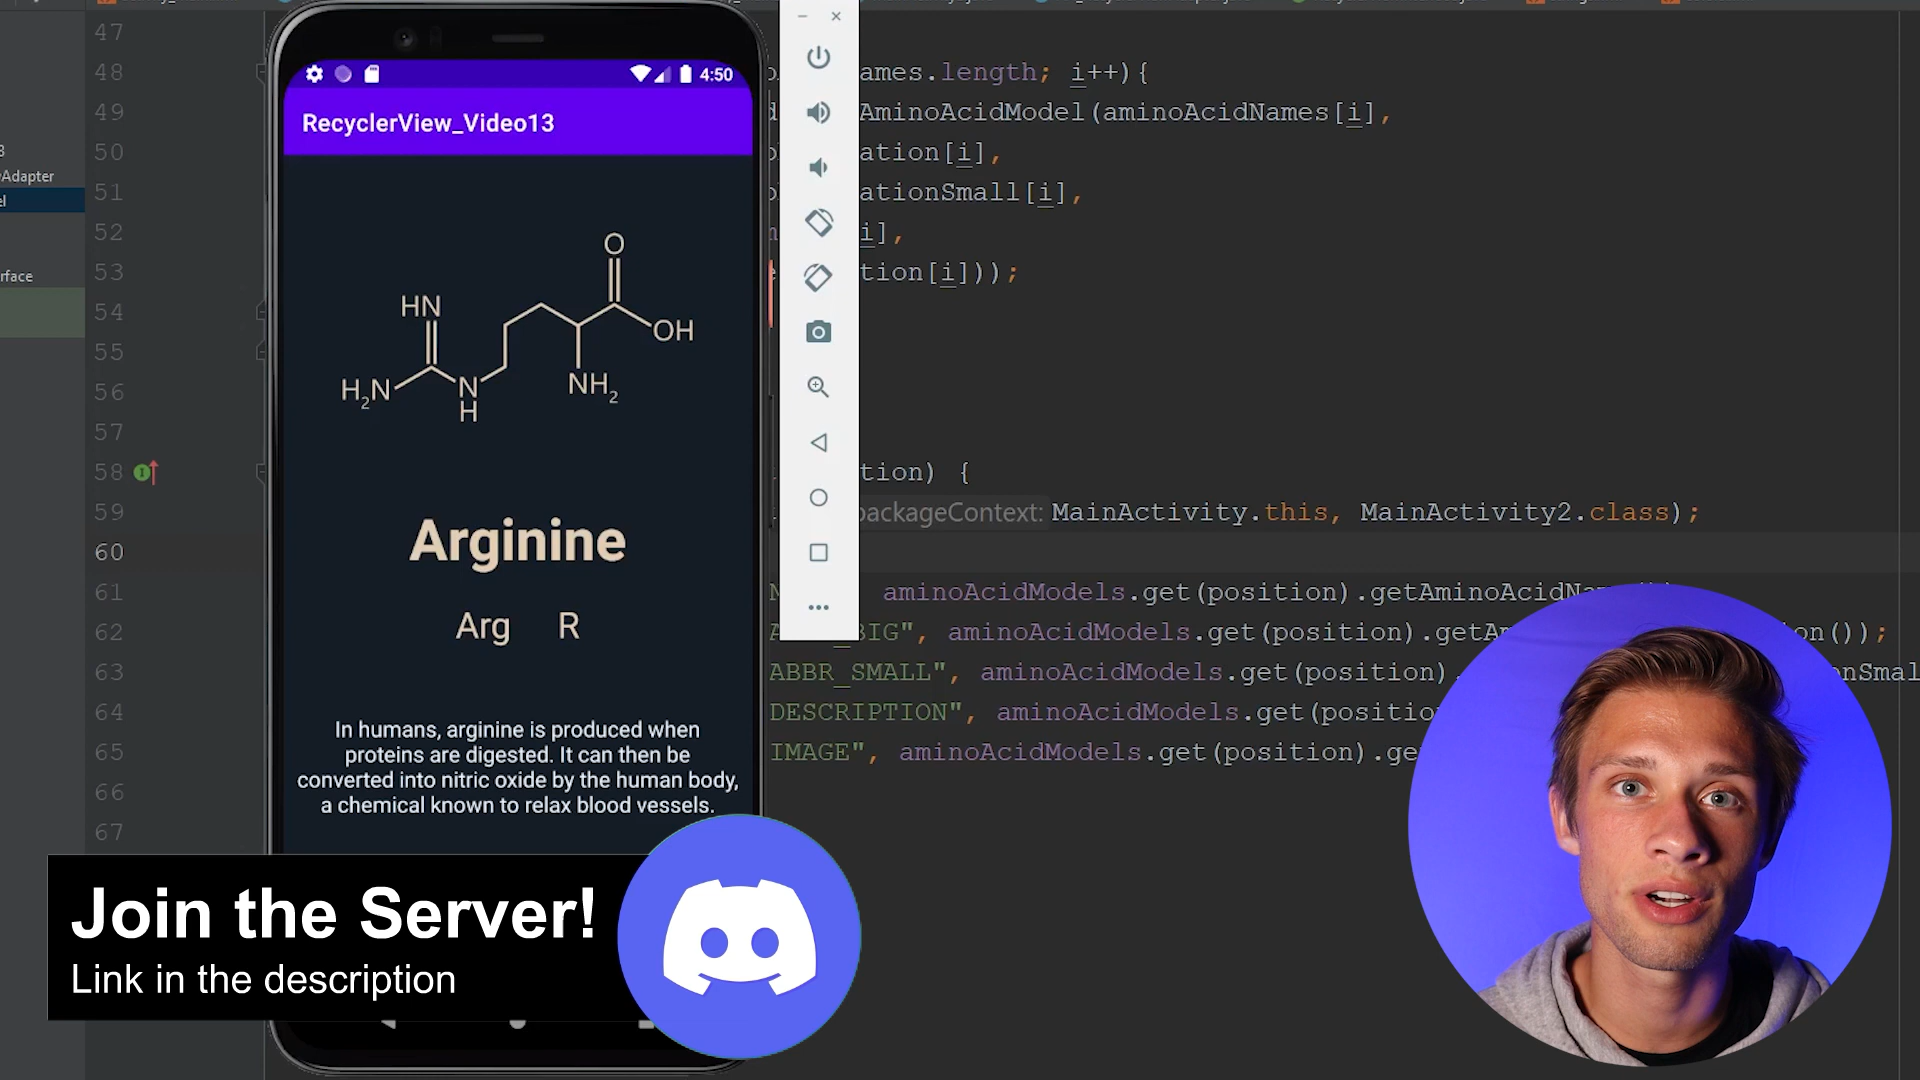 47
48
49
50
51
52
53
54
55
56
57
58
59
60
61
62
63
64
65
66
67
3
Adapter
el
rface
4:50
RecyclerView_Video13
O
HN
OH
H2N
N
H
NH2
Arginine
Arg R
In humans, arginine is produced when
proteins are digested. It can then be
converted into nitric oxide by the human body,
a chemical known to relax blood vessels.
ames.length; i++){
AminoAcidModel(aminoAcidNames[i],
ation[i],
ationSmall[i],
i],
tion[i]));
tion) {
packageContext: MainActivity.this, MainActivity2.class);
aminoAcidModels.get(position).getAminoAcidNa
BIG", aminoAcidModels.get(position).getA on());
ABBR_SMALL", aminoAcidModels.get(position). onSmal
DESCRIPTION", aminoAcidModels.get(positio
IMAGE", aminoAcidModels.get(position).ge
Join the Server!
Link in the description